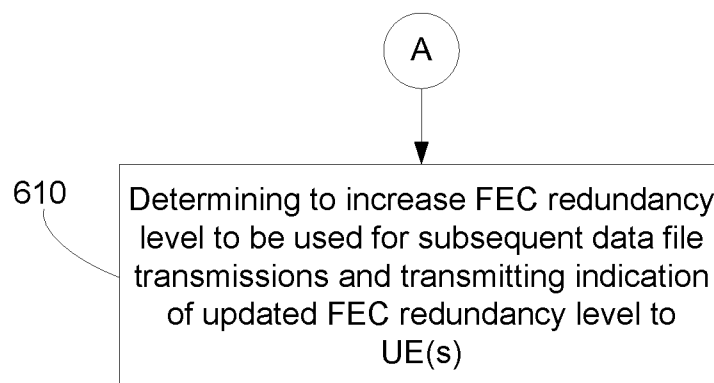 A
610
Determining to increase FEC redundancy
level to be used for subsequent data file
transmissions and transmitting indication
of updated FEC redundancy level to
UE(s)